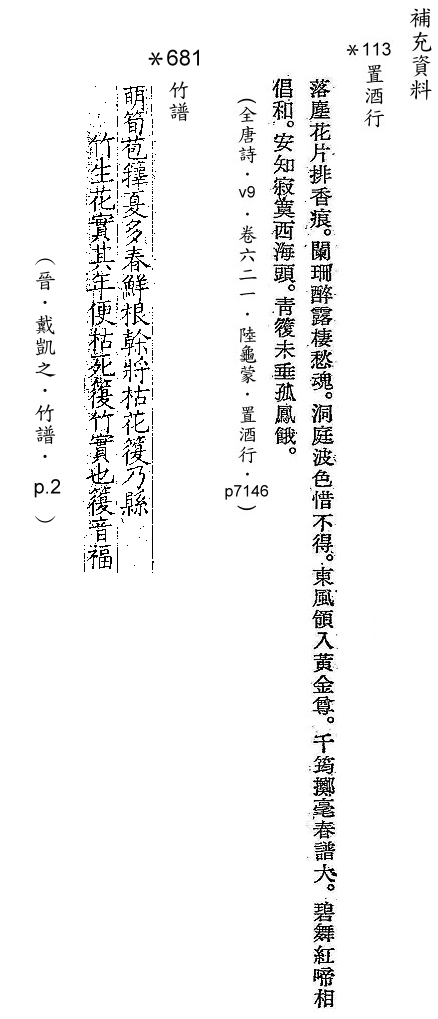 補充資料
*113 置酒行
落塵花片排香痕。闌珊醉露棲愁魂。洞庭波色惜不得。東風領入黃金尊。千筠擲毫春譜大。碧舞紅啼相
倡和。安知寂寞西海頭。靑𥳇未垂孤鳳餓。
(全唐詩．v9．卷六二一．陸龜蒙．置酒行．p7146)
*681 竹譜
萌筍苞籜夏多春鮮根幹將枯花𥳇乃縣
竹生花實其年便枯死𥳇竹實也𥳇音福
(晉．戴凱之．竹譜．p.2)